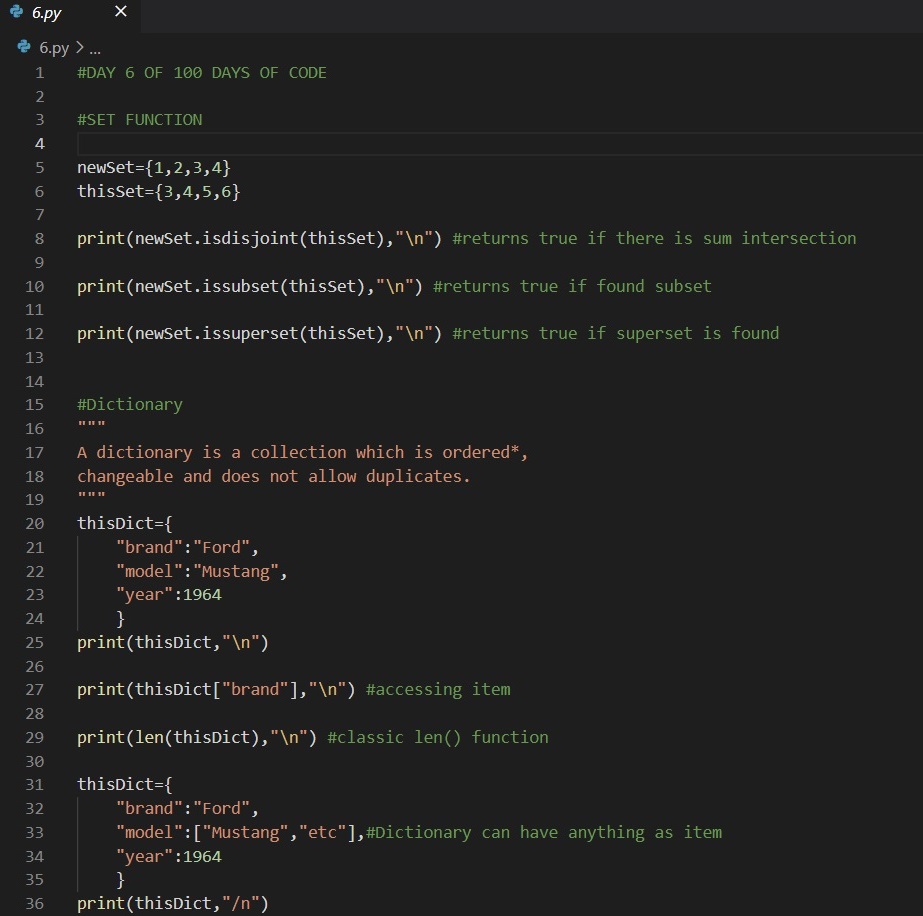 6.py ×
6.py > ...
1 #DAY 6 OF 100 DAYS OF CODE
2
3 #SET FUNCTION
4
5 newSet={1,2,3,4}
6 thisSet={3,4,5,6}
7
8 print(newSet.isdisjoint(thisSet),"\n") #returns true if there is sum intersection
9
10 print(newSet.issubset(thisSet),"\n") #returns true if found subset
11
12 print(newSet.issuperset(thisSet),"\n") #returns true if superset is found
13
14
15 #Dictionary
16 """
17 A dictionary is a collection which is ordered*,
18 changeable and does not allow duplicates.
19 """
20 thisDict={
21     "brand":"Ford",
22     "model":"Mustang",
23     "year":1964
24     }
25 print(thisDict,"\n")
26
27 print(thisDict["brand"],"\n") #accessing item
28
29 print(len(thisDict),"\n") #classic len() function
30
31 thisDict={
32     "brand":"Ford",
33     "model":["Mustang","etc"],#Dictionary can have anything as item
34     "year":1964
35     }
36 print(thisDict,"/n")